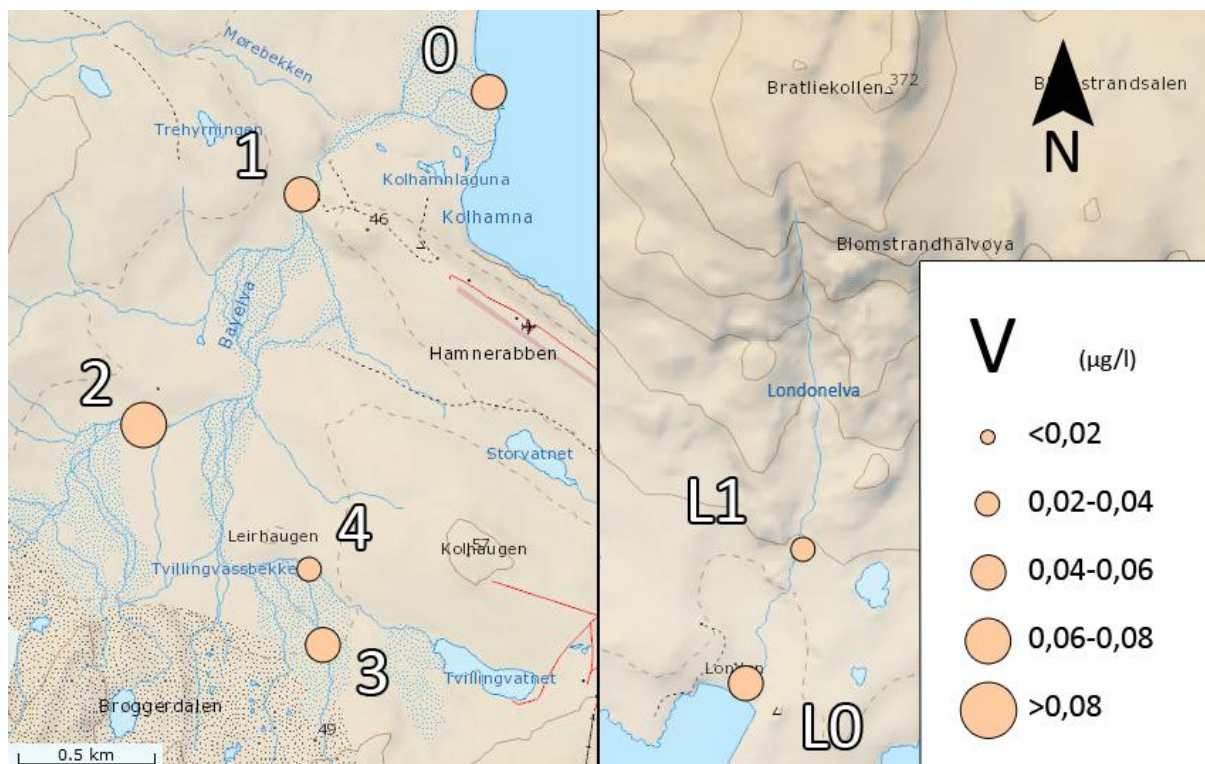 Mørebekken
0
Trehyrningen
1
Kolhamnlaguna
46
Kolhamna
Bayelva
Hamnerabben
2
Storvatnet
4
Leirhaugen
57
Kolhaugen
Tvillingvassbekke
3
Tvillingvatnet
Brøggerdalen
49
0.5 km
Bratliekollen 372
N
Blomstrandhalvøya
Londonelva
L1
L0
V (µg/l)
<0,02
0,02-0,04
0,04-0,06
0,06-0,08
>0,08